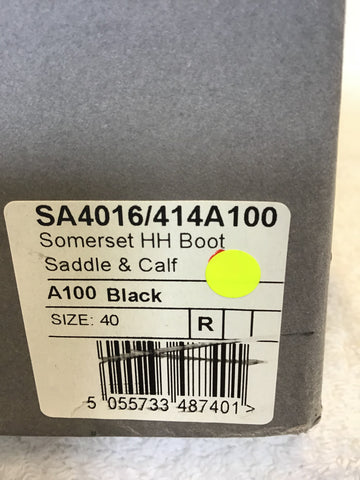 SA4016/414A100
Somerset HH Boot
Saddle & Calf
A100 Black
SIZE: 40 R
5 055733 487401 >